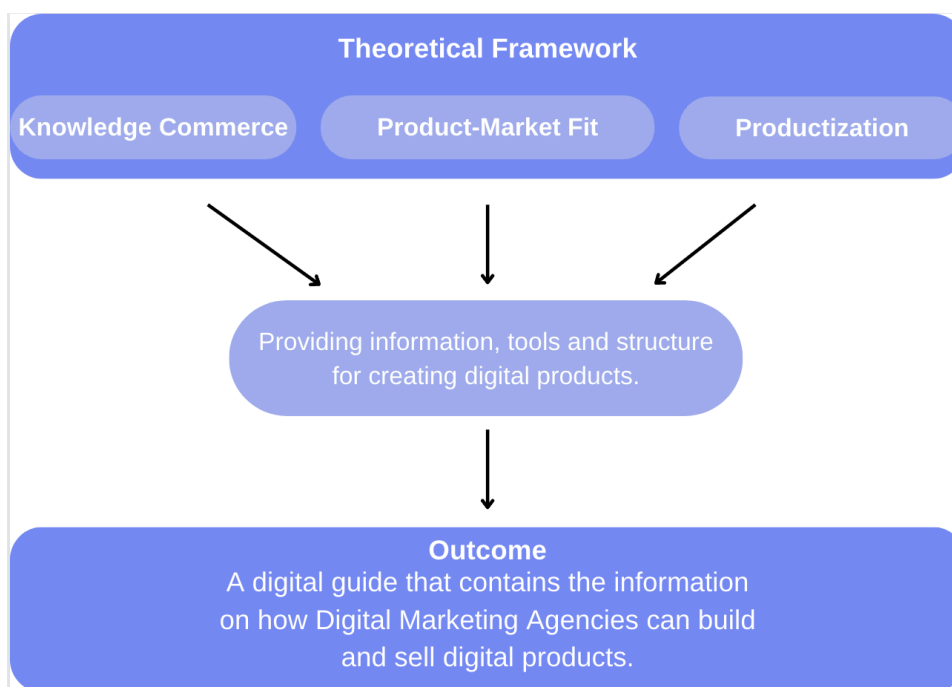 Theoretical Framework
Knowledge Commerce
Product-Market Fit
Productization
Providing information, tools and structure
for creating digital products.
Outcome
A digital guide that contains the information
on how Digital Marketing Agencies can build
and sell digital products.